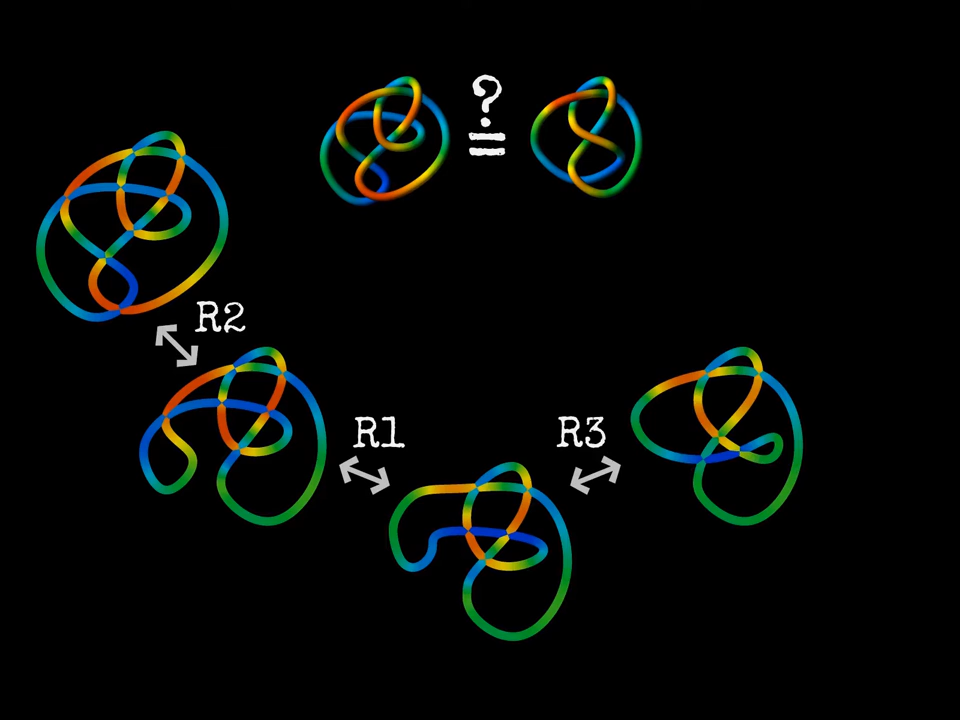 ?
=
R2
R1
R3